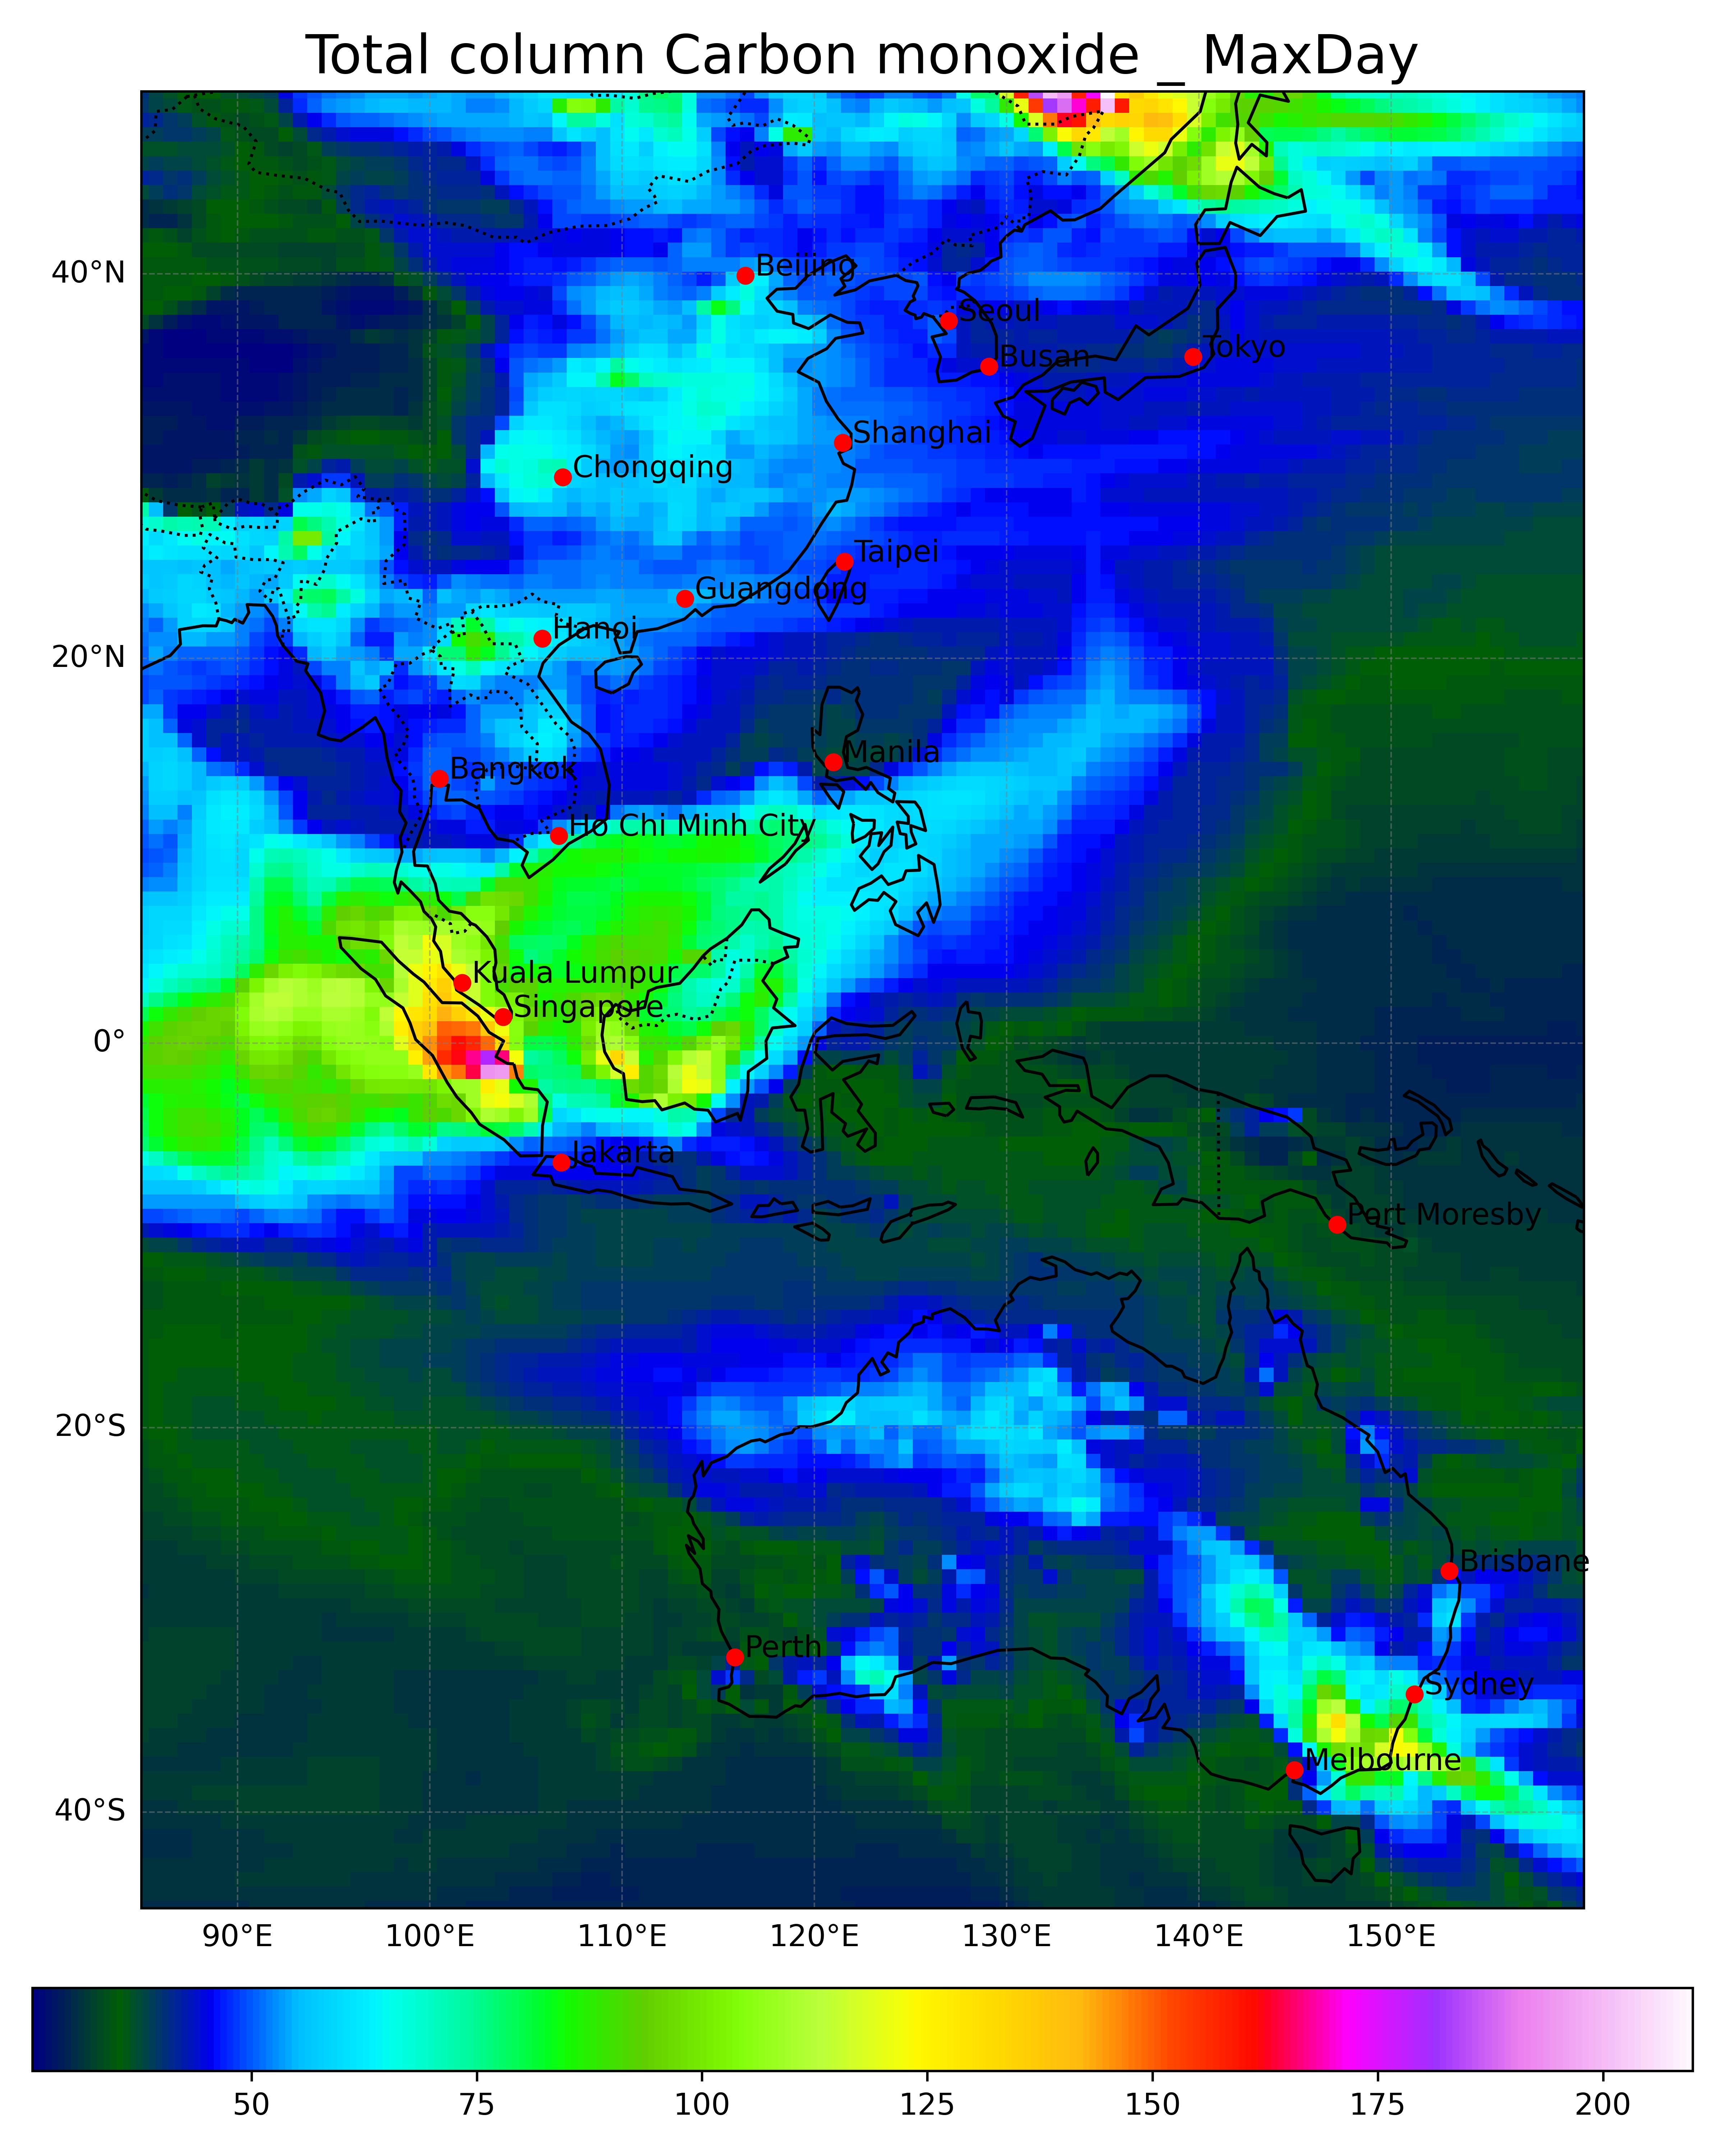 Total column Carbon monoxide _ MaxDay
40°N
20°N
0°
20°S
40°S
Beijing
Seoul
Busan
Tokyo
Shanghai
Chongqing
Taipei
Guangdong
Hanoi
Manila
Bangkok
Ho Chi Minh City
Kuala Lumpur
Singapore
Jakarta
Port Moresby
Brisbane
Perth
Sydney
Melbourne
90°E 100°E 110°E 120°E 130°E 140°E 150°E
50 75 100 125 150 175 200